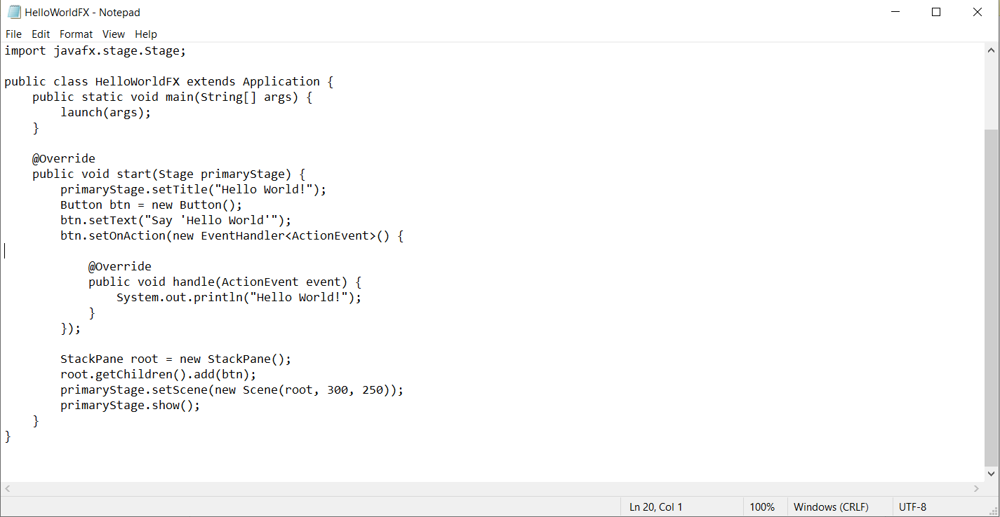 HelloWorldFX - Notepad
File Edit Format View Help
import javafx.stage.Stage;

public class HelloWorldFX extends Application {
    public static void main(String[] args) {
        launch(args);
    }

    @Override
    public void start(Stage primaryStage) {
        primaryStage.setTitle("Hello World!");
        Button btn = new Button();
        btn.setText("Say 'Hello World'");
        btn.setOnAction(new EventHandler<ActionEvent>() {

            @Override
            public void handle(ActionEvent event) {
                System.out.println("Hello World!");
            }
        });

        StackPane root = new StackPane();
        root.getChildren().add(btn);
        primaryStage.setScene(new Scene(root, 300, 250));
        primaryStage.show();
    }
}
Ln 20, Col 1 100% Windows (CRLF) UTF-8